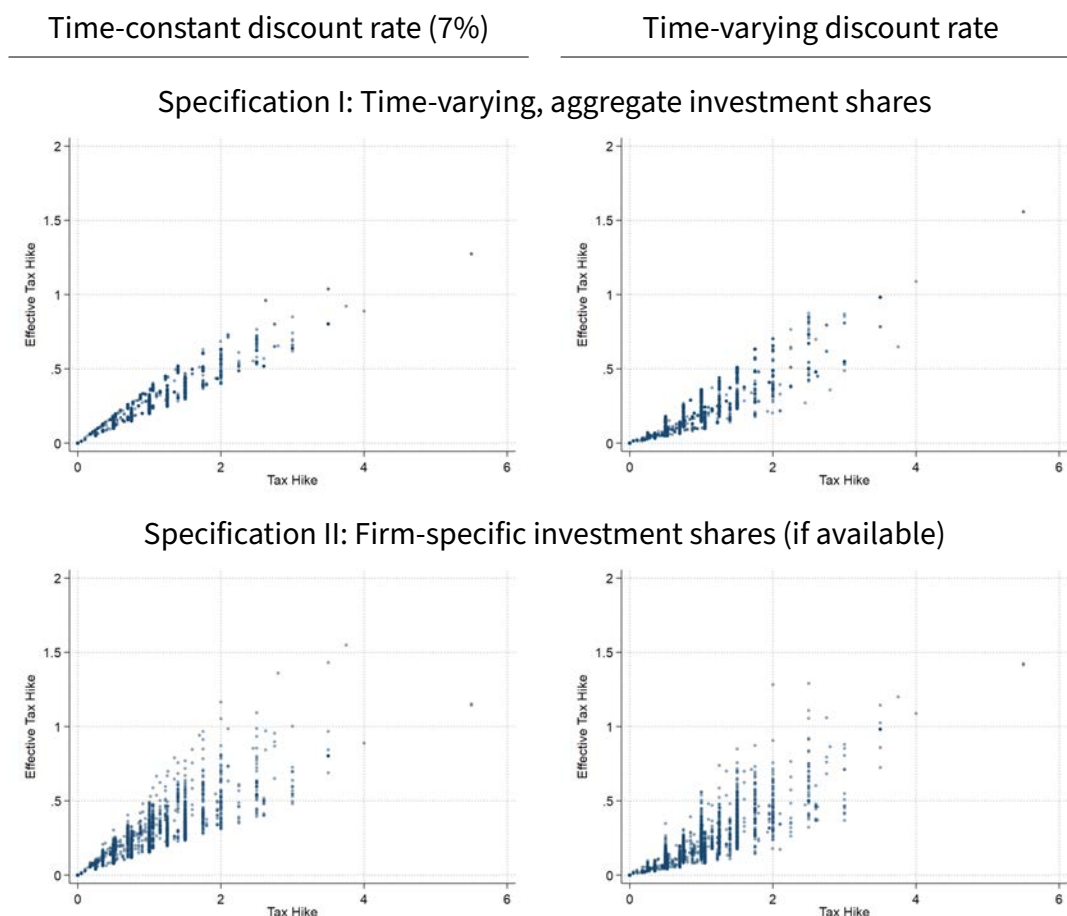 Time-constant discount rate (7%)
Time-varying discount rate
Specification I: Time-varying, aggregate investment shares
2
1.5
1
.5
0
Effective Tax Hike
0 2 4 6
Tax Hike
2
1.5
1
.5
0
Effective Tax Hike
0 2 4 6
Tax Hike
Specification II: Firm-specific investment shares (if available)
2
1.5
1
.5
0
Effective Tax Hike
0 2 4 6
Tax Hike
2
1.5
1
.5
0
Effective Tax Hike
0 2 4 6
Tax Hike